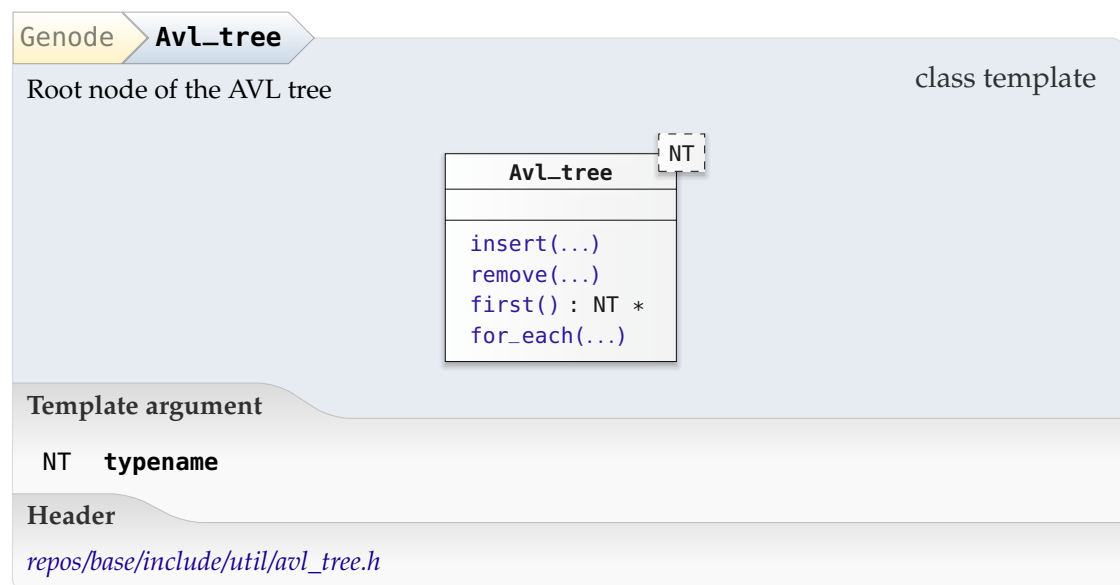 Genode Avl_tree
Root node of the AVL tree
class template
NT
Avl_tree
insert(...)
remove(...)
first() : NT *
for_each(...)
Template argument
NT typename
Header
repos/base/include/util/avl_tree.h